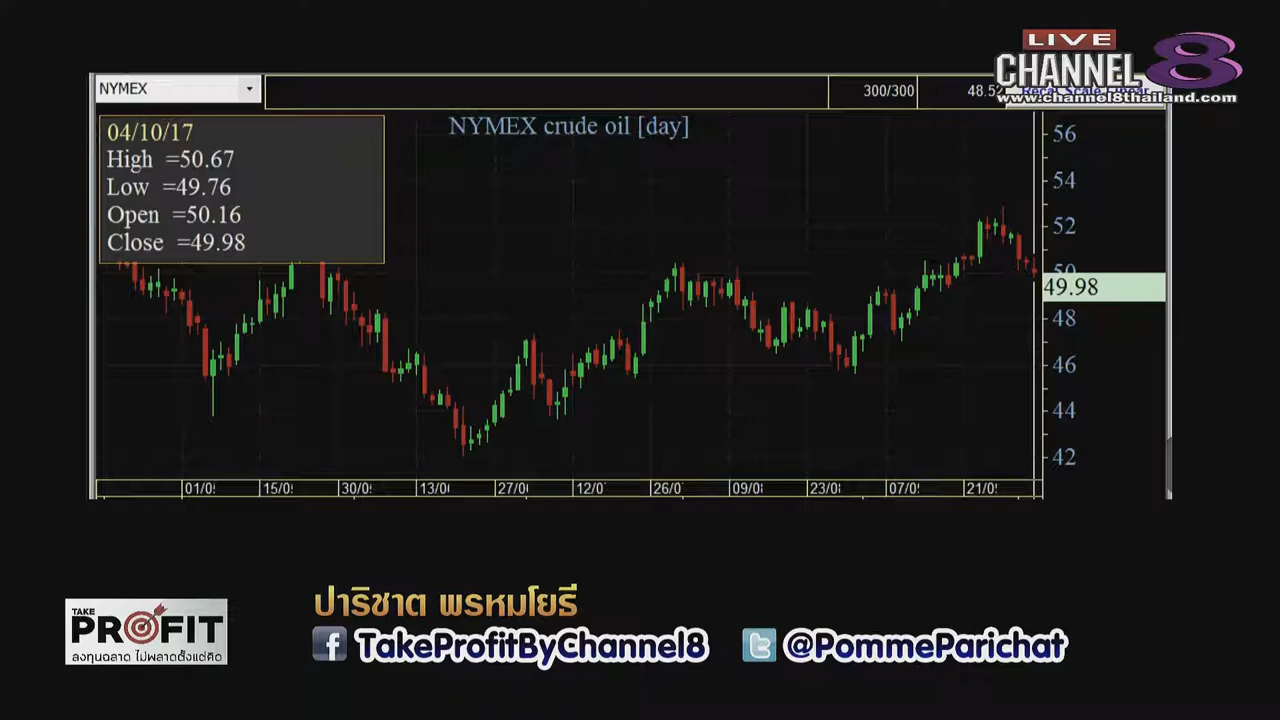 LIVE
CHANNEL 8
www.channel8thailand.com
NYMEX
300/300
48.52
NYMEX crude oil [day]
04/10/17
High =50.67
Low =49.76
Open =50.16
Close =49.98
56
54
52
50
49.98
48
46
44
42
01/0
15/0
30/0
13/0
27/0
12/0
26/0
09/0
23/0
07/0
21/0
TAKE
PROFIT
ลงทุนฉลาด ไม่พลาดตั้งแต่คิด
ปาริชาต พรหมโยธี
f TakeProfitByChannel8
t @PommeParichat